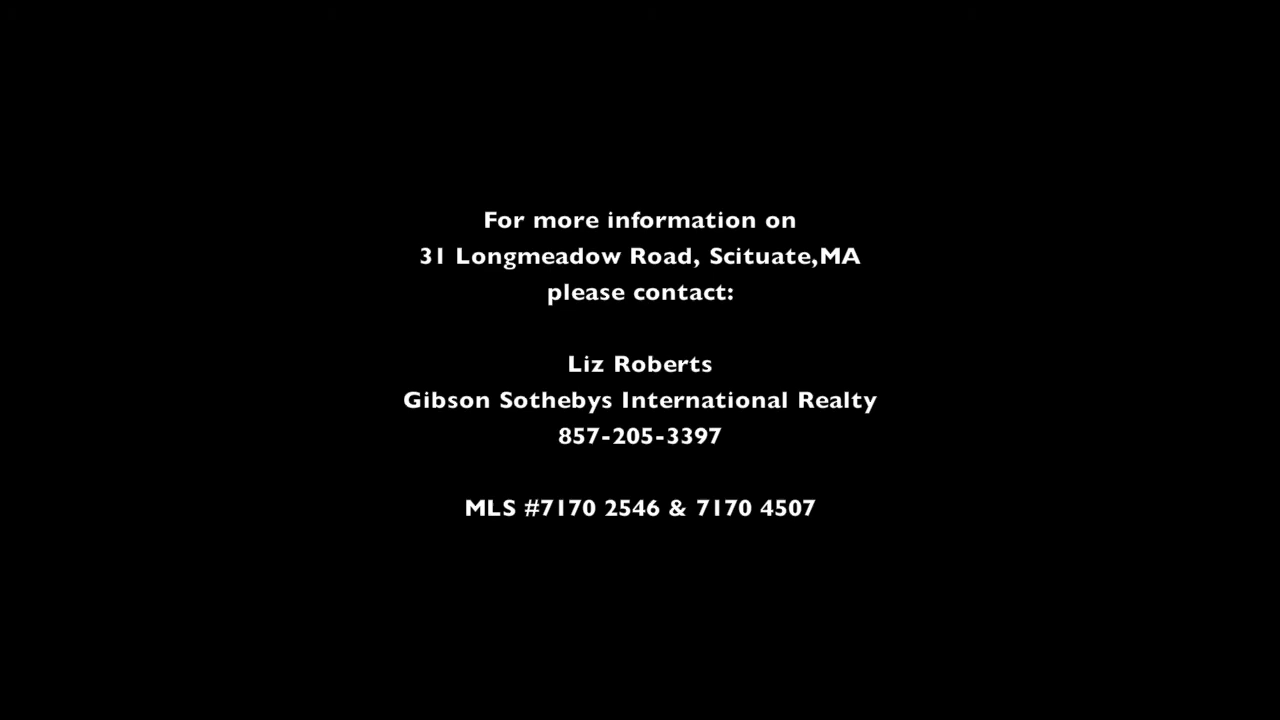 For more information on
31 Longmeadow Road, Scituate,MA
please contact:
Liz Roberts
Gibson Sothebys International Realty
857-205-3397
MLS #7170 2546 & 7170 4507